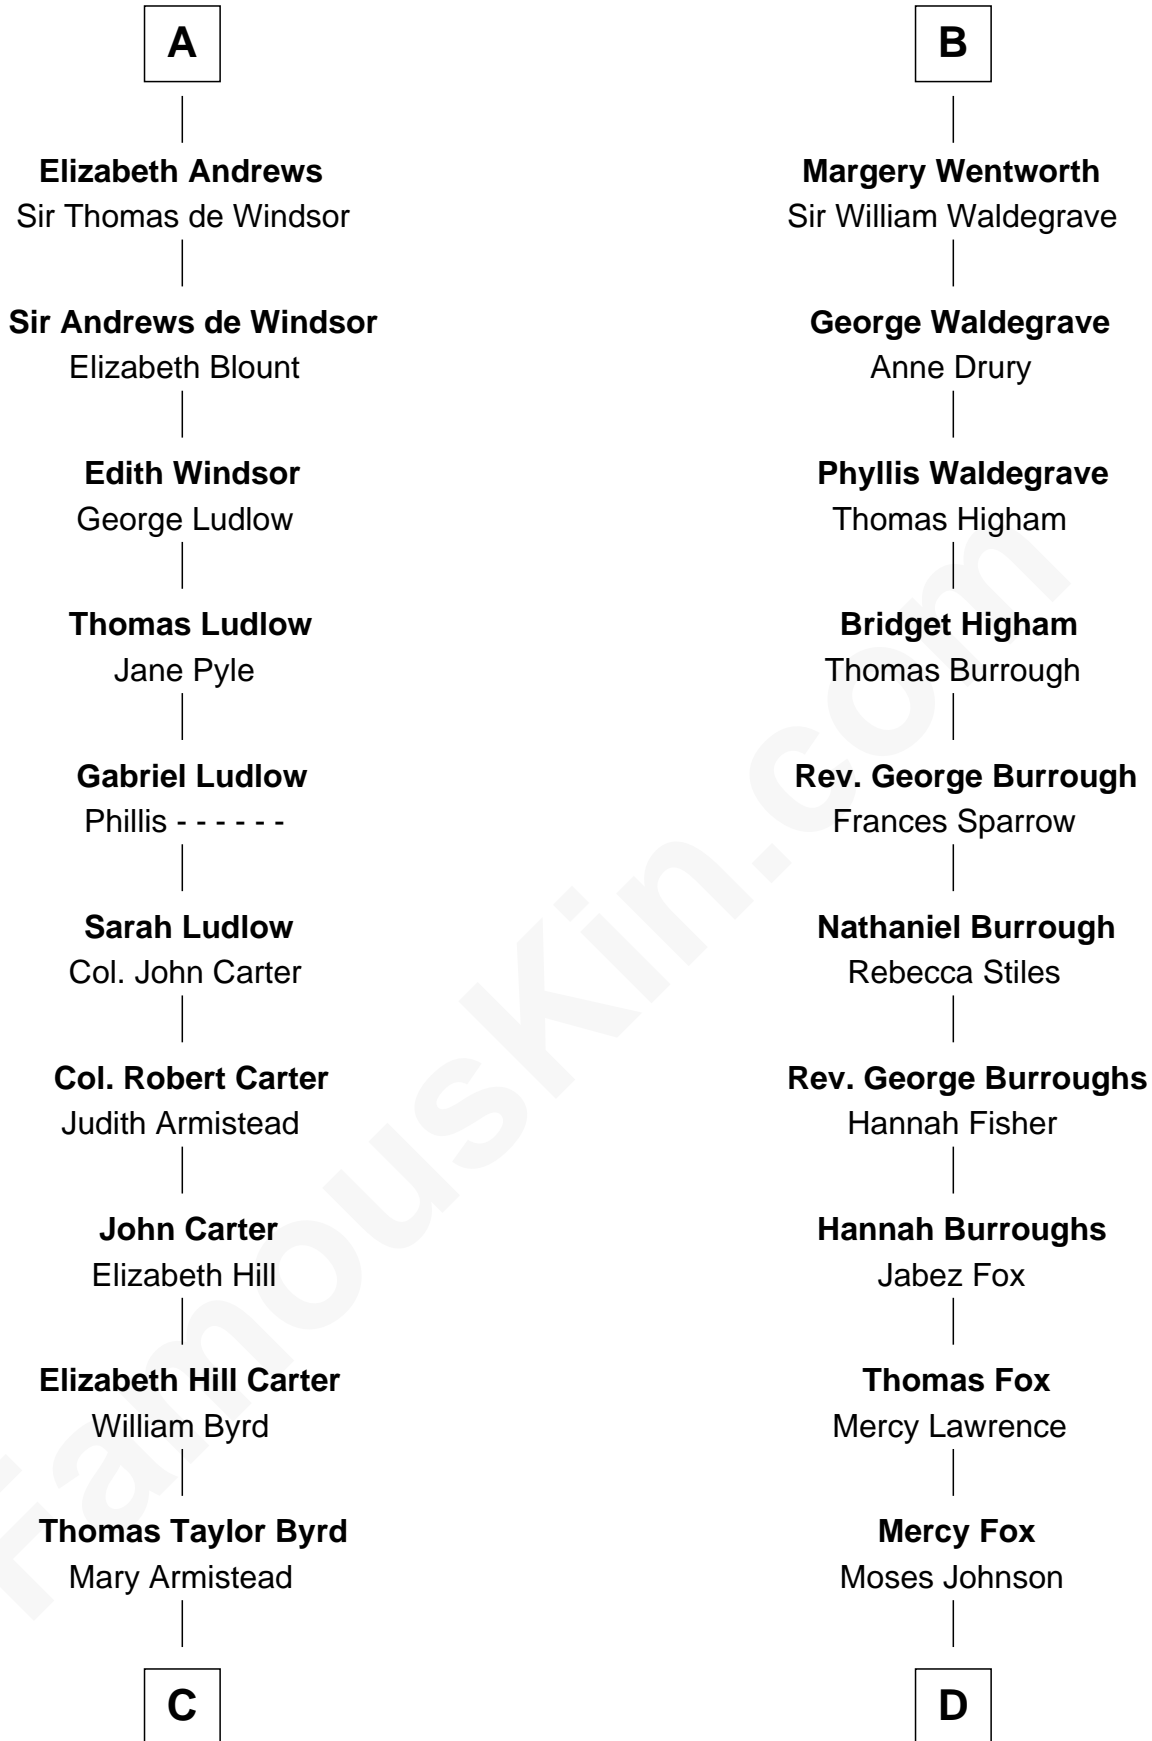 A
Elizabeth Andrews
Sir Thomas de Windsor
Sir Andrews de Windsor
Elizabeth Blount
Edith Windsor
George Ludlow
Thomas Ludlow
Jane Pyle
Gabriel Ludlow
Phillis - - - - - -
Sarah Ludlow
Col. John Carter
Col. Robert Carter
Judith Armistead
John Carter
Elizabeth Hill
Elizabeth Hill Carter
William Byrd
Thomas Taylor Byrd
Mary Armistead
C
B
Margery Wentworth
Sir William Waldegrave
George Waldegrave
Anne Drury
Phyllis Waldegrave
Thomas Higham
Bridget Higham
Thomas Burrough
Rev. George Burrough
Frances Sparrow
Nathaniel Burrough
Rebecca Stiles
Rev. George Burroughs
Hannah Fisher
Hannah Burroughs
Jabez Fox
Thomas Fox
Mercy Lawrence
Mercy Fox
Moses Johnson
D
FamousKin.com